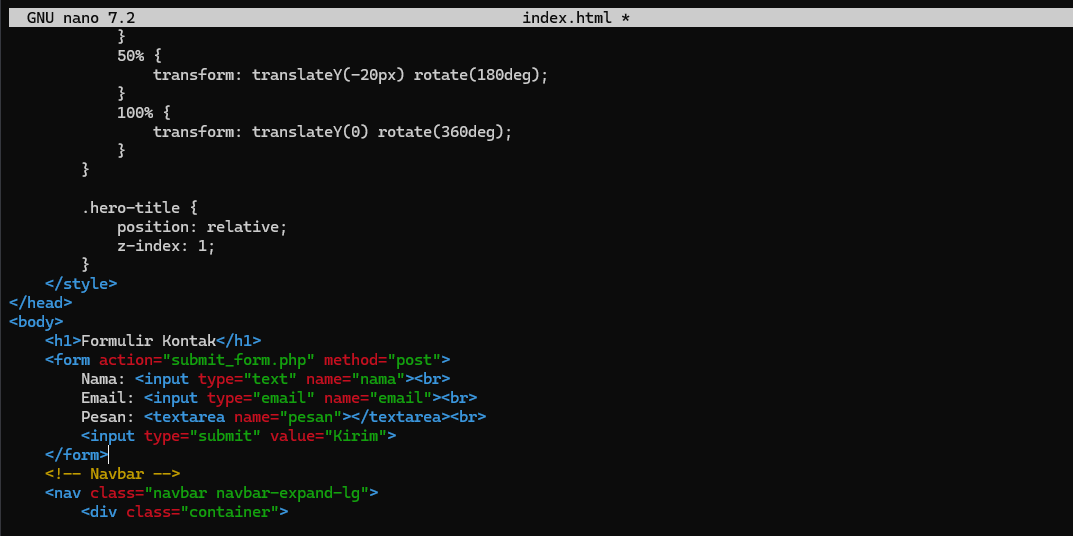 GNU nano 7.2 index.html *
            }
            50% {
                transform: translateY(-20px) rotate(180deg);
            }
            100% {
                transform: translateY(0) rotate(360deg);
            }
        }

        .hero-title {
            position: relative;
            z-index: 1;
        }
    </style>
</head>
<body>
    <h1>Formulir Kontak</h1>
    <form action="submit_form.php" method="post">
        Nama: <input type="text" name="nama"><br>
        Email: <input type="email" name="email"><br>
        Pesan: <textarea name="pesan"></textarea><br>
        <input type="submit" value="Kirim">
    </form>
    <!-- Navbar -->
    <nav class="navbar navbar-expand-lg">
        <div class="container">